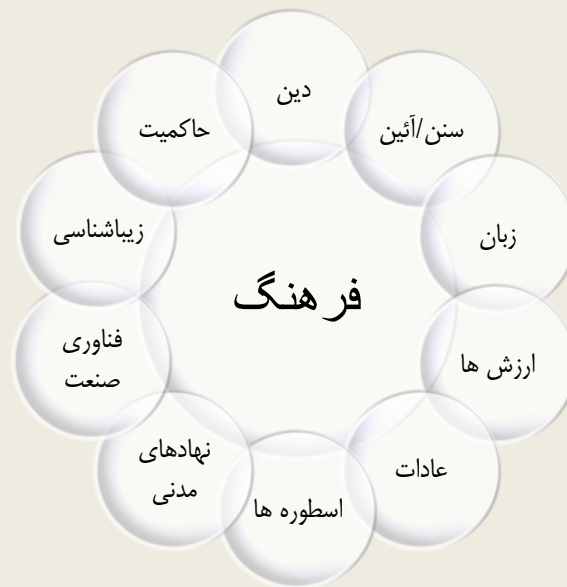 دین
سنن/آئین
زبان
ارزش ها
عادات
اسطوره ها
نهادهای
مدنی
فناوری
صنعت
زیباشناسی
حاکمیت
فرهنگ